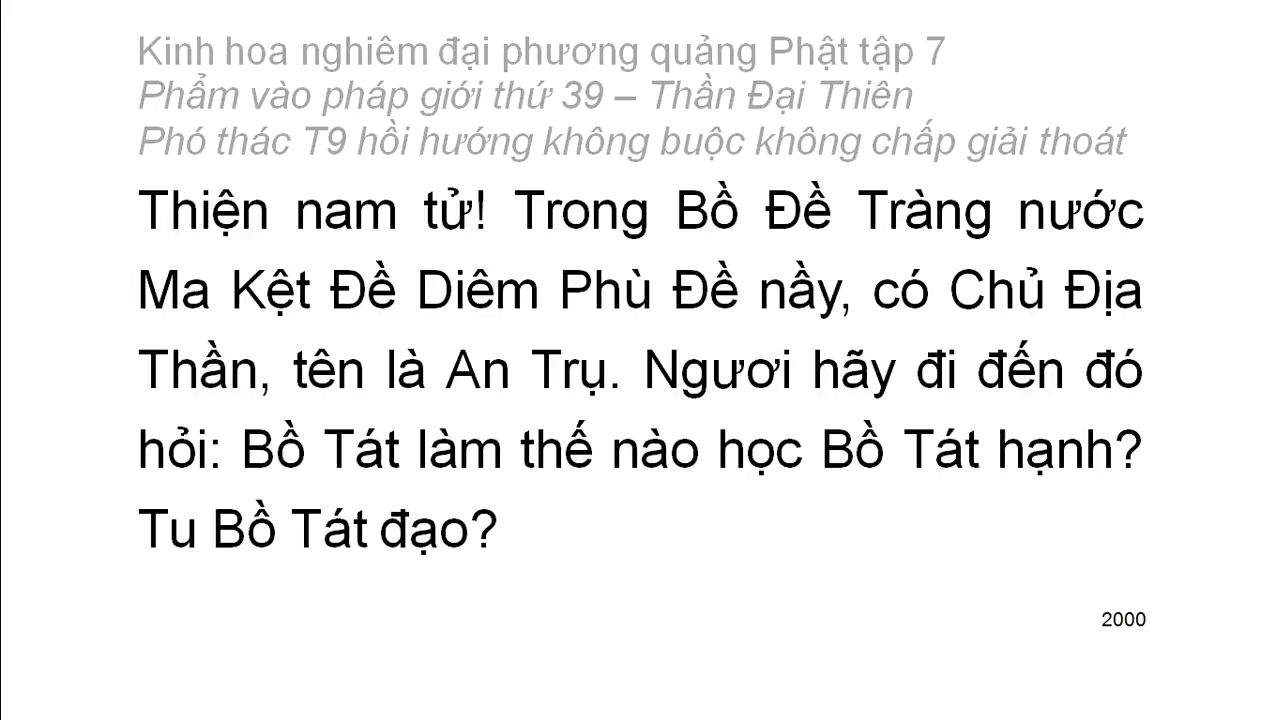 Kinh hoa nghiêm đại phương quảng Phật tập 7
Phẩm vào pháp giới thứ 39 – Thần Đại Thiên
Phó thác T9 hồi hướng không buộc không chấp giải thoát
Thiện nam tử! Trong Bồ Đề Tràng nước
Ma Kệt Đề Diêm Phù Đề nầy, có Chủ Địa
Thần, tên là An Trụ. Ngươi hãy đi đến đó
hỏi: Bồ Tát làm thế nào học Bồ Tát hạnh?
Tu Bồ Tát đạo?
2000